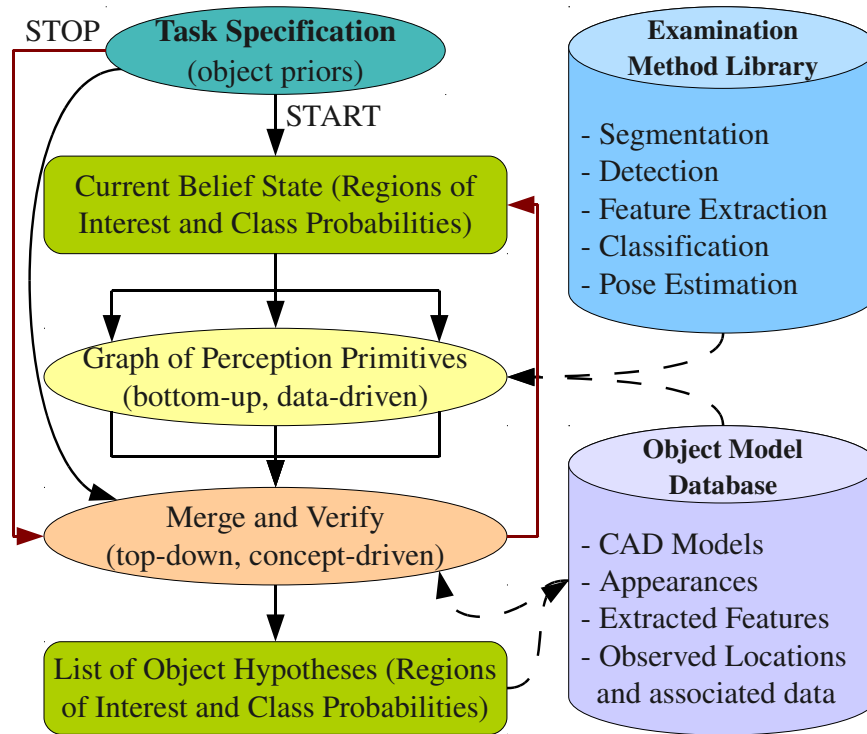 STOP
Task Specification
(object priors)
START
Current Belief State (Regions of
Interest and Class Probabilities)
Graph of Perception Primitives
(bottom-up, data-driven)
Merge and Verify
(top-down, concept-driven)
List of Object Hypotheses (Regions
of Interest and Class Probabilities)
Examination
Method Library
- Segmentation
- Detection
- Feature Extraction
- Classification
- Pose Estimation
Object Model
Database
- CAD Models
- Appearances
- Extracted Features
- Observed Locations
and associated data